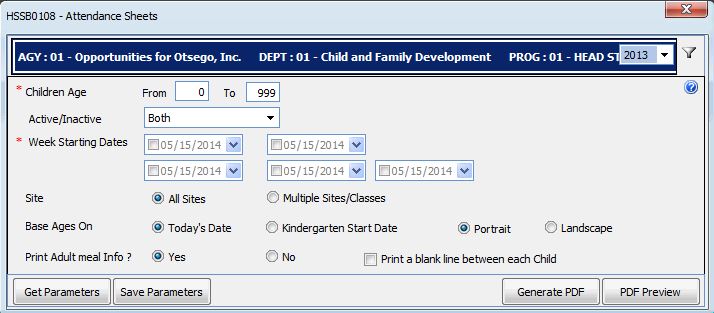 HSSB0108 - Attendance Sheets
AGY : 01 - Opportunities for Otsego, Inc. DEPT : 01 - Child and Family Development PROG : 01 - HEAD ST 2013
* Children Age From 0 To 999
Active/Inactive Both
* Week Starting Dates 05/15/2014 05/15/2014
05/15/2014 05/15/2014 05/15/2014
Site All Sites Multiple Sites/Classes
Base Ages On Today's Date Kindergarten Start Date Portrait Landscape
Print Adult meal Info ? Yes No Print a blank line between each Child
Get Parameters Save Parameters Generate PDF PDF Preview